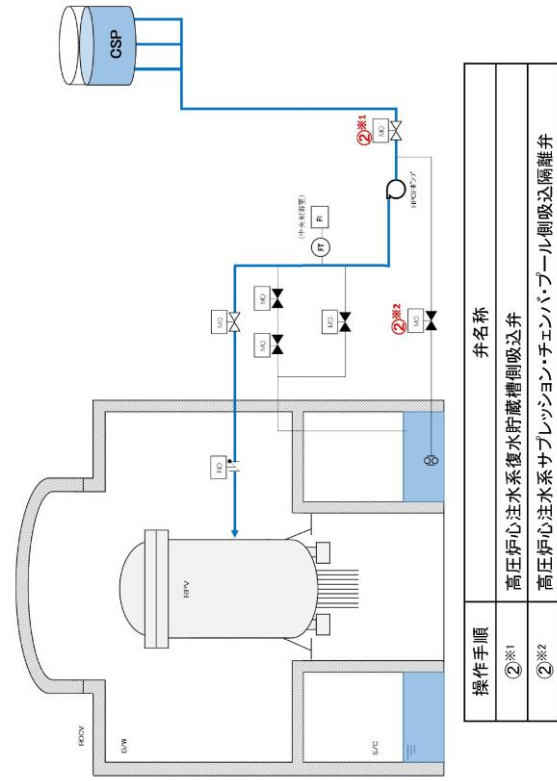 CSP
MO
②※1
(中央制御室)
FI
FT
HPCFポンプ
MO
MO
MO
MO
②※2
MO
NO
RPV
RCCV
D/W
S/C
操作手順 弁名称
②※1 高圧炉心注水系復水貯蔵槽側吸込弁
②※2 高圧炉心注水系サプレッション・チェンバ・プール側吸込隔離弁